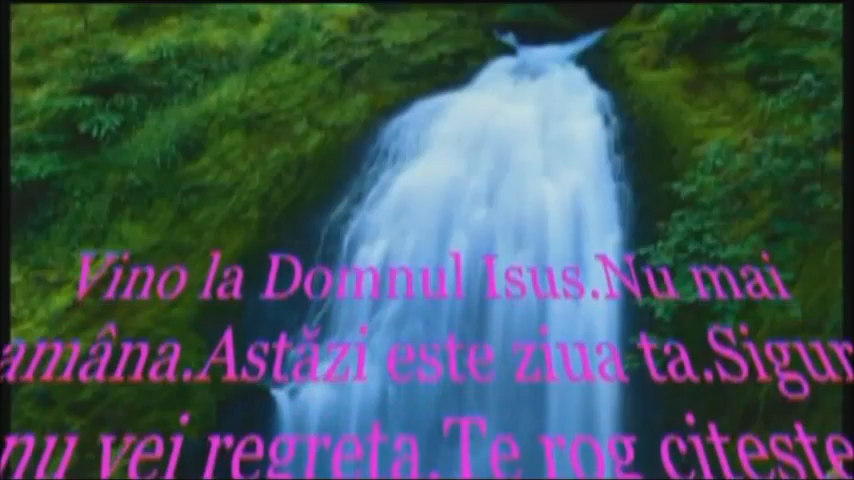 Vino la Domnul Isus.Nu mai
amâna.Astăzi este ziua ta.Sigur
nu vei regreta.Te rog citeste